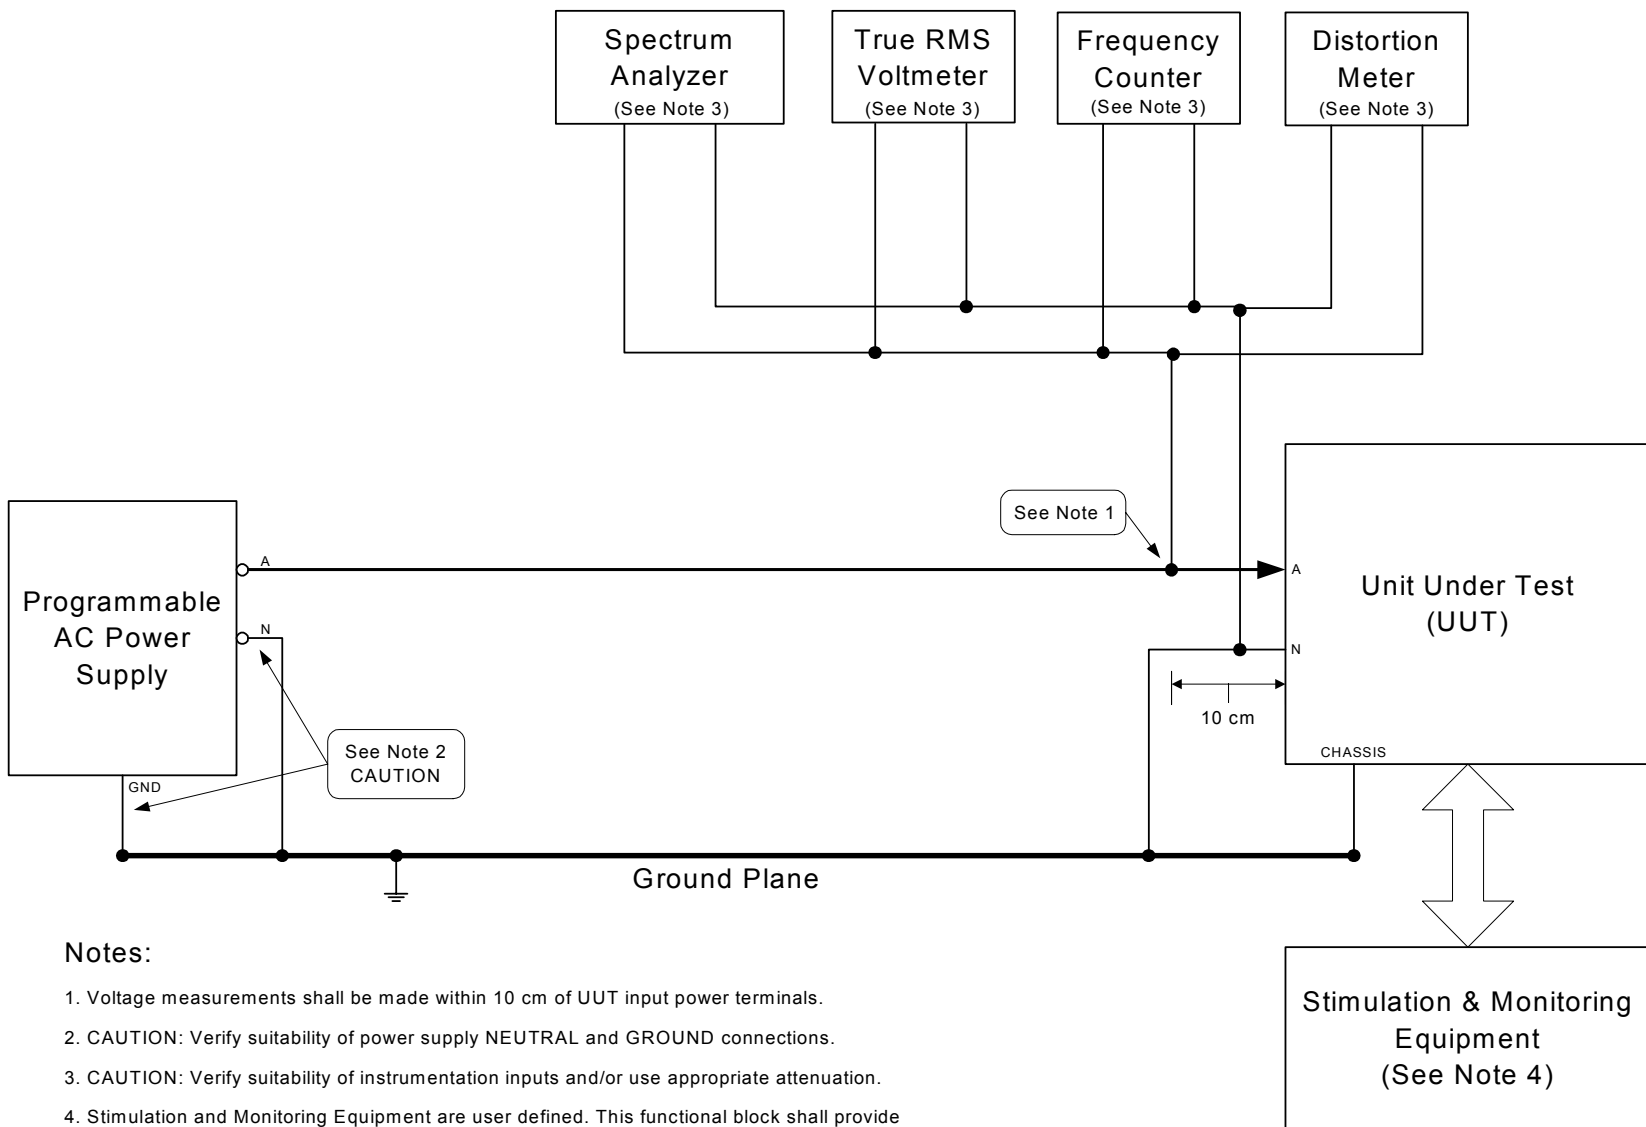 Spectrum
Analyzer
(See Note 3)
True RMS
Voltmeter
(See Note 3)
Frequency
Counter
(See Note 3)
Distortion
Meter
(See Note 3)
See Note 1
Programmable
AC Power
Supply
A
N
GND
See Note 2
CAUTION
A
N
Unit Under Test
(UUT)
10 cm
CHASSIS
Ground Plane
Notes:
1. Voltage measurements shall be made within 10 cm of UUT input power terminals.
2. CAUTION: Verify suitability of power supply NEUTRAL and GROUND connections.
3. CAUTION: Verify suitability of instrumentation inputs and/or use appropriate attenuation.
4. Stimulation and Monitoring Equipment are user defined. This functional block shall provide
Stimulation & Monitoring
Equipment
(See Note 4)